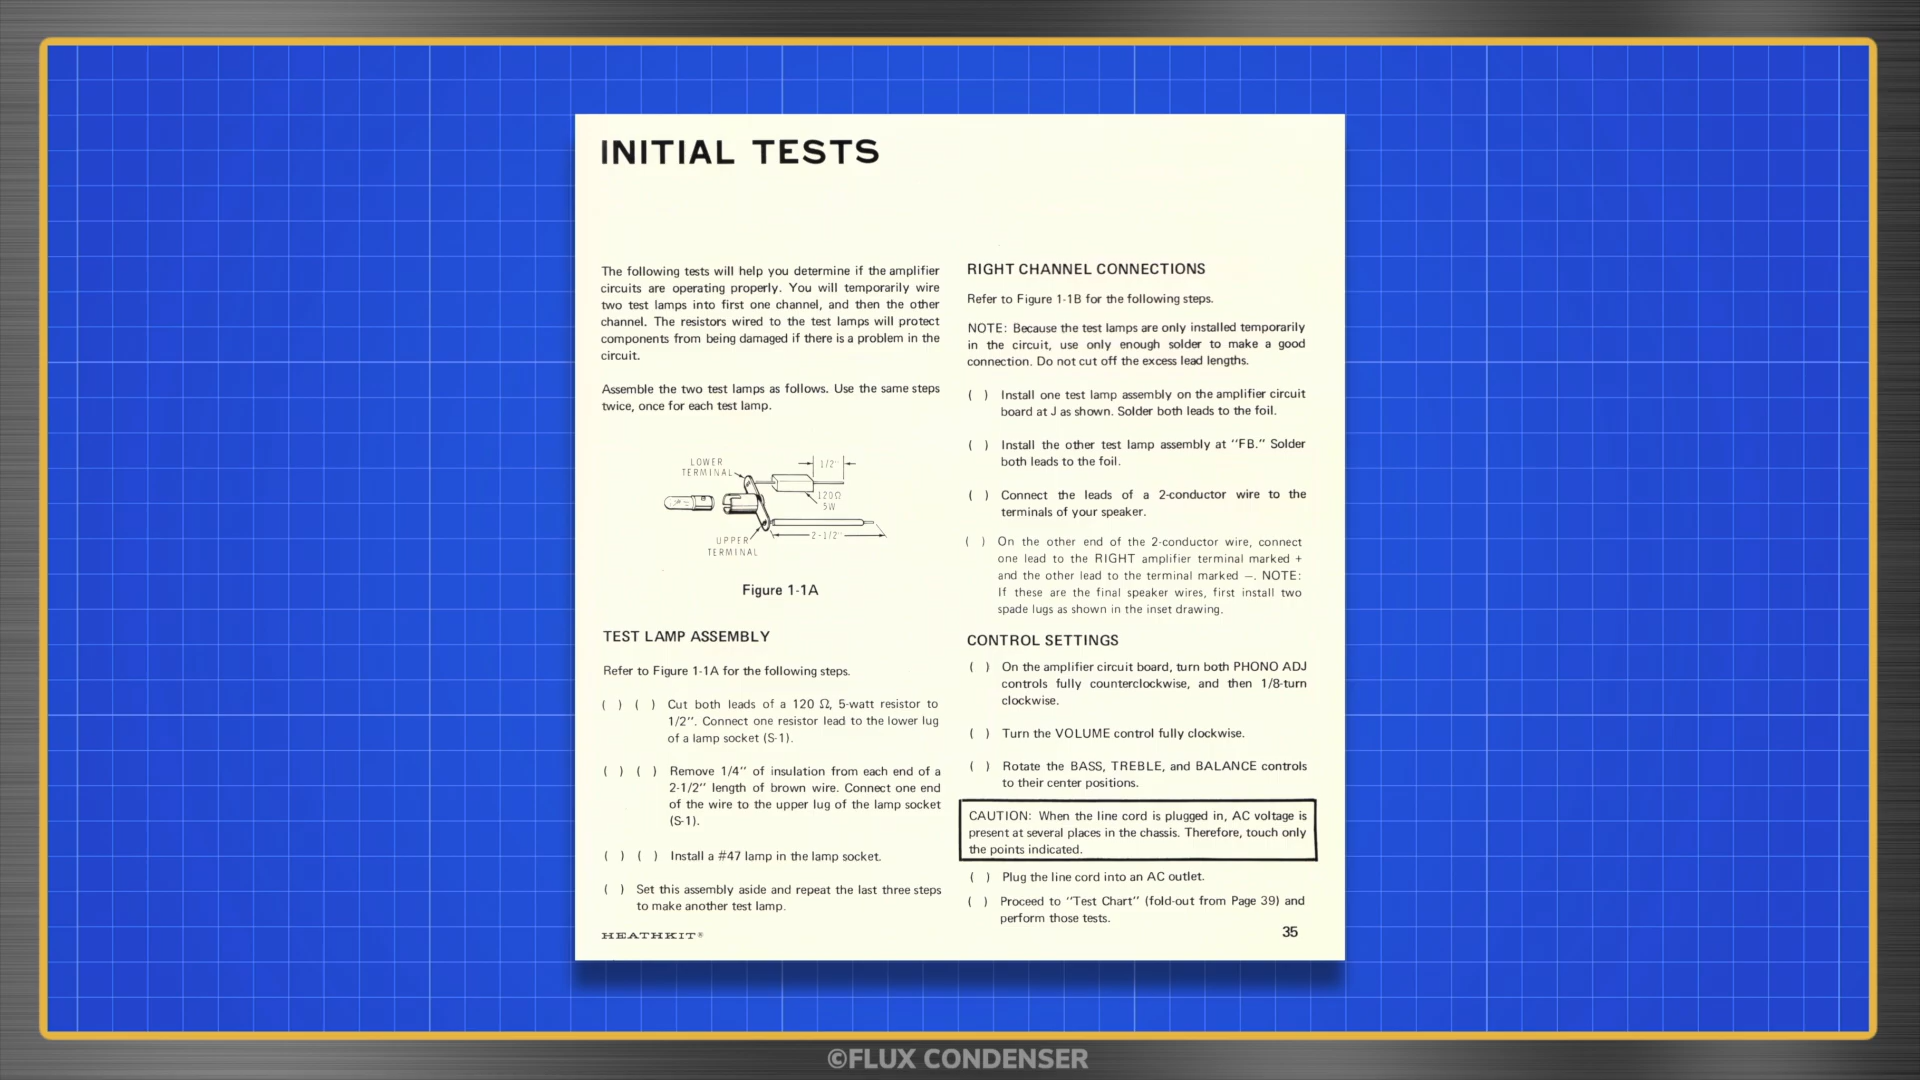 INITIAL TESTS
The following tests will help you determine if the amplifier
circuits are operating properly. You will temporarily wire
two test lamps into first one channel, and then the other
channel. The resistors wired to the test lamps will protect
components from being damaged if there is a problem in the
circuit.
Assemble the two test lamps as follows. Use the same steps
twice, once for each test lamp.
LOWER
TERMINAL
1/2"
120Ω
5W
2-1/2"
UPPER
TERMINAL
Figure 1-1A
TEST LAMP ASSEMBLY
Refer to Figure 1-1A for the following steps.
( ) ( ) Cut both leads of a 120 Ω, 5-watt resistor to
1/2". Connect one resistor lead to the lower lug
of a lamp socket (S-1).
( ) ( ) Remove 1/4" of insulation from each end of a
2-1/2" length of brown wire. Connect one end
of the wire to the upper lug of the lamp socket
(S-1).
( ) ( ) Install a #47 lamp in the lamp socket.
( ) Set this assembly aside and repeat the last three steps
to make another test lamp.
HEATHKIT®
RIGHT CHANNEL CONNECTIONS
Refer to Figure 1-1B for the following steps.
NOTE: Because the test lamps are only installed temporarily
in the circuit, use only enough solder to make a good
connection. Do not cut off the excess lead lengths.
( ) Install one test lamp assembly on the amplifier circuit
board at J as shown. Solder both leads to the foil.
( ) Install the other test lamp assembly at "FB." Solder
both leads to the foil.
( ) Connect the leads of a 2-conductor wire to the
terminals of your speaker.
( ) On the other end of the 2-conductor wire, connect
one lead to the RIGHT amplifier terminal marked +
and the other lead to the terminal marked –. NOTE:
If these are the final speaker wires, first install two
spade lugs as shown in the inset drawing.
CONTROL SETTINGS
( ) On the amplifier circuit board, turn both PHONO ADJ
controls fully counterclockwise, and then 1/8-turn
clockwise.
( ) Turn the VOLUME control fully clockwise.
( ) Rotate the BASS, TREBLE, and BALANCE controls
to their center positions.
CAUTION: When the line cord is plugged in, AC voltage is
present at several places in the chassis. Therefore, touch only
the points indicated.
( ) Plug the line cord into an AC outlet.
( ) Proceed to "Test Chart" (fold-out from Page 39) and
perform those tests.
35
©FLUX CONDENSER